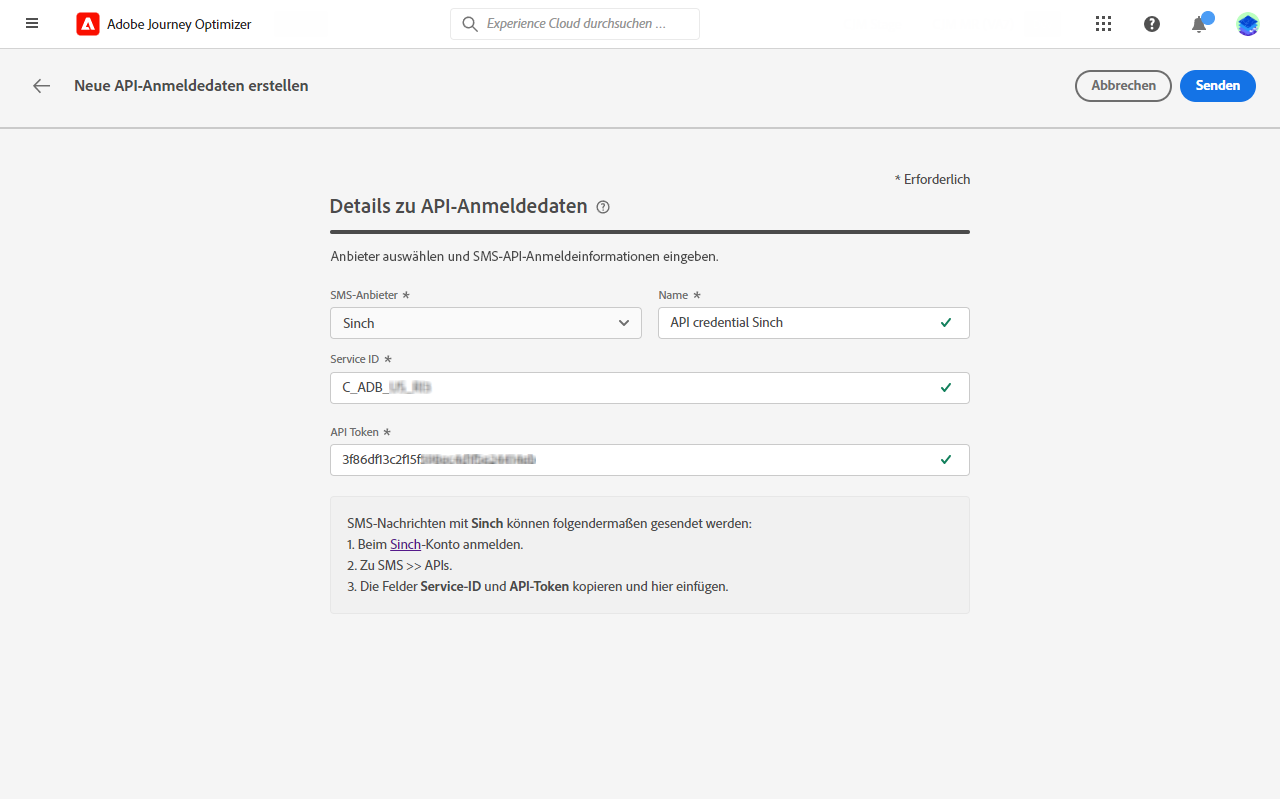 Adobe Journey Optimizer
Experience Cloud durchsuchen ...
Neue API-Anmeldedaten erstellen
Abbrechen
Senden
* Erforderlich
Details zu API-Anmeldedaten
Anbieter auswählen und SMS-API-Anmeldeinformationen eingeben.
SMS-Anbieter *
Name *
Sinch
API credential Sinch
Service ID *
C_ADB_
API Token *
3f86df13c2f15f
SMS-Nachrichten mit Sinch können folgendermaßen gesendet werden:
1. Beim Sinch-Konto anmelden.
2. Zu SMS >> APIs.
3. Die Felder Service-ID und API-Token kopieren und hier einfügen.